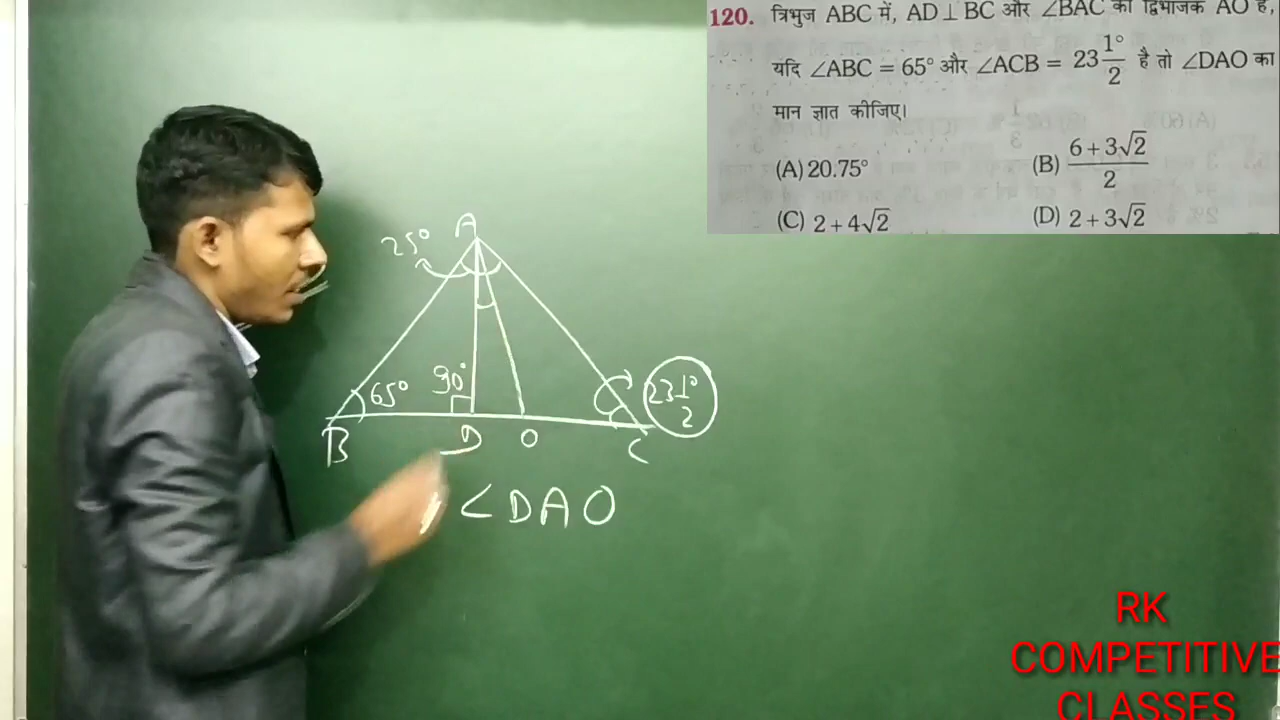 120. त्रिभुज ABC में, AD ⊥ BC और ∠BAC का द्विभाजक AO है,
यदि ∠ABC = 65° और ∠ACB = 23 1°/2 है तो ∠DAO का
मान ज्ञात कीजिए।
(A) 20.75° (B) (6 + 3√2)/2
(C) 2 + 4√2 (D) 2 + 3√2
25° A
65° 90° 23 1°/2
B D O C
∠DAO
RK
COMPETITIVE
CLASSES